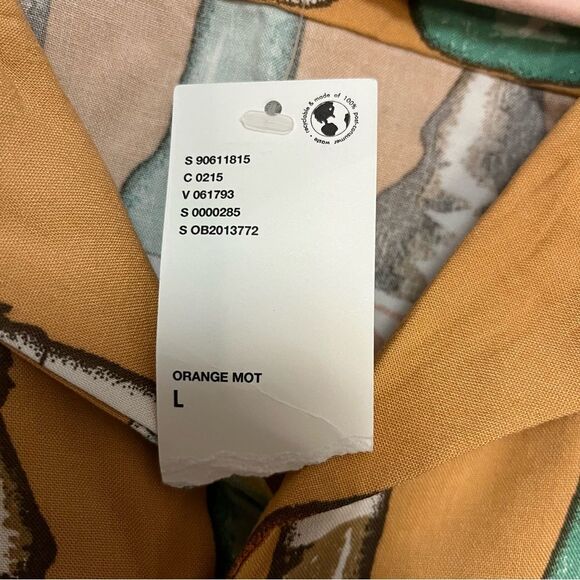 recyclable & made of 100% post-consumer waste •
S 90611815
C 0215
V 061793
S 0000285
S OB2013772
ORANGE MOT
L